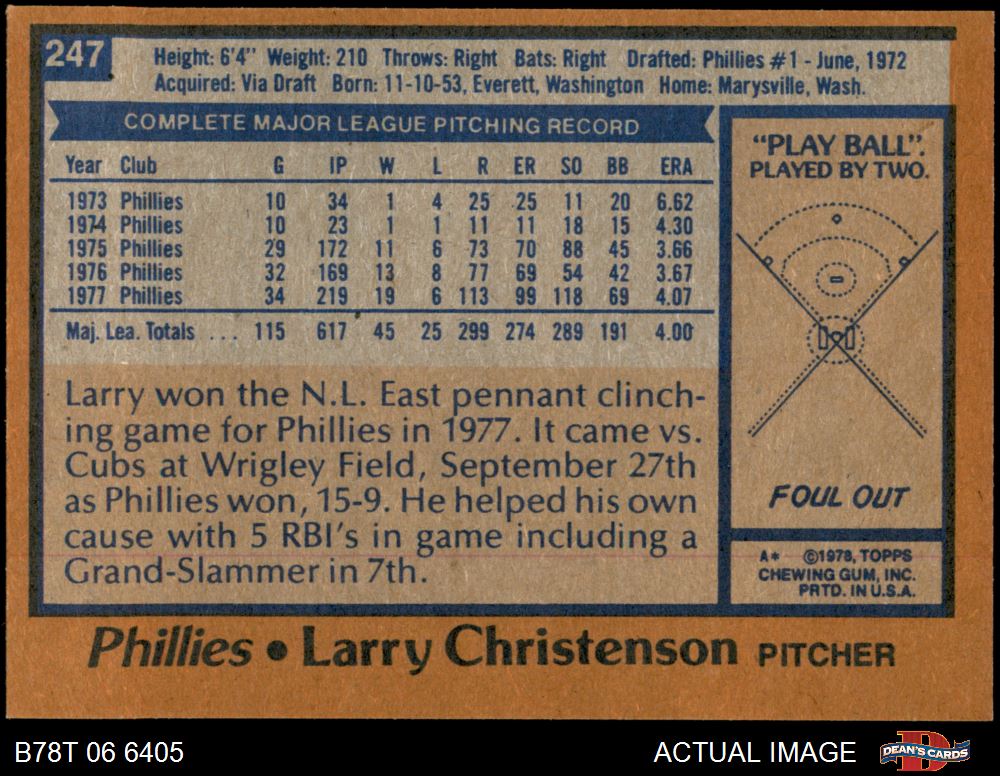 247
Height: 6'4" Weight: 210 Throws: Right Bats: Right Drafted: Phillies #1 - June, 1972
Acquired: Via Draft Born: 11-10-53, Everett, Washington Home: Marysville, Wash.
COMPLETE MAJOR LEAGUE PITCHING RECORD
Year Club G IP W L R ER SO BB ERA
1973 Phillies 10 34 1 4 25 25 11 20 6.62
1974 Phillies 10 23 1 1 11 11 18 15 4.30
1975 Phillies 29 172 11 6 73 70 88 45 3.66
1976 Phillies 32 169 13 8 77 69 54 42 3.67
1977 Phillies 34 219 19 6 113 99 118 69 4.07
Maj. Lea. Totals ... 115 617 45 25 299 274 289 191 4.00
Larry won the N.L. East pennant clinch-
ing game for Phillies in 1977. It came vs.
Cubs at Wrigley Field, September 27th
as Phillies won, 15-9. He helped his own
cause with 5 RBI's in game including a
Grand-Slammer in 7th.
"PLAY BALL".
PLAYED BY TWO.
FOUL OUT
A* ©1978, TOPPS
CHEWING GUM, INC.
PRTD. IN U.S.A.
Phillies • Larry Christenson PITCHER
B78T 06 6405
ACTUAL IMAGE
DEAN'S CARDS